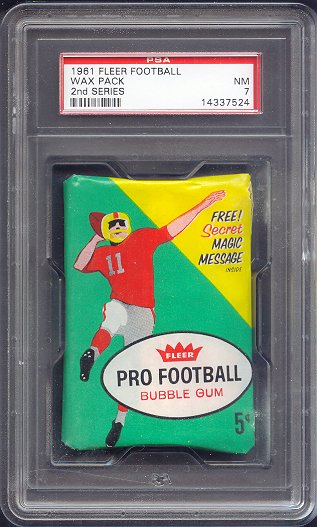 PSA
1961 FLEER FOOTBALL
WAX PACK NM
2nd SERIES 7
14337524
11
FREE!
Secret
MAGIC
MESSAGE
INSIDE
FLEER
PRO FOOTBALL
BUBBLE GUM
5¢